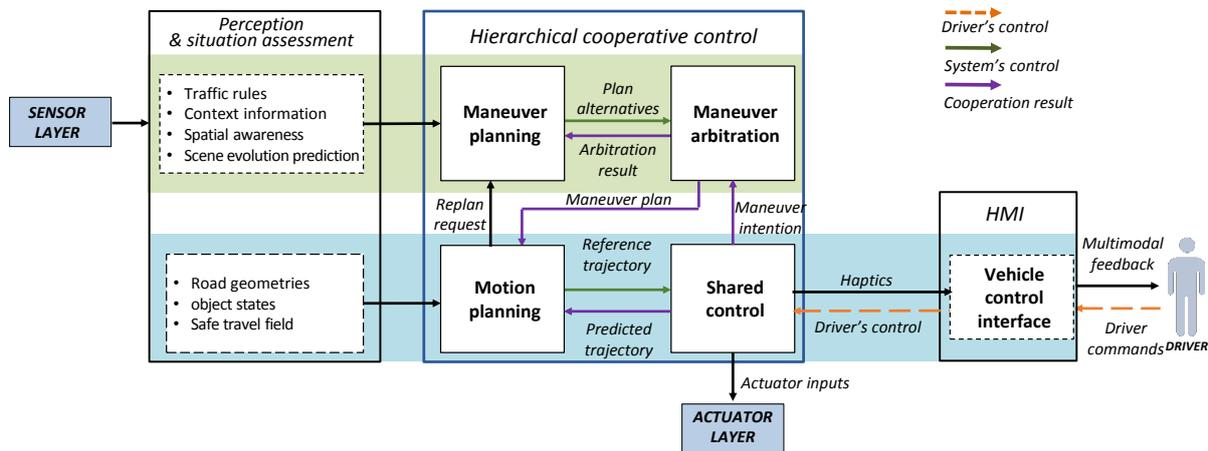 Perception
& situation assessment
Hierarchical cooperative control
Driver's control
System's control
Cooperation result
SENSOR
LAYER
• Traffic rules
• Context information
• Spatial awareness
• Scene evolution prediction
Maneuver
planning
Plan
alternatives
Arbitration
result
Maneuver
arbitration
Replan
request
Maneuver plan
Maneuver
intention
HMI
• Road geometries
• object states
• Safe travel field
Motion
planning
Reference
trajectory
Predicted
trajectory
Shared
control
Haptics
Driver's control
Vehicle
control
interface
Multimodal
feedback
Driver
commands
DRIVER
Actuator inputs
ACTUATOR
LAYER